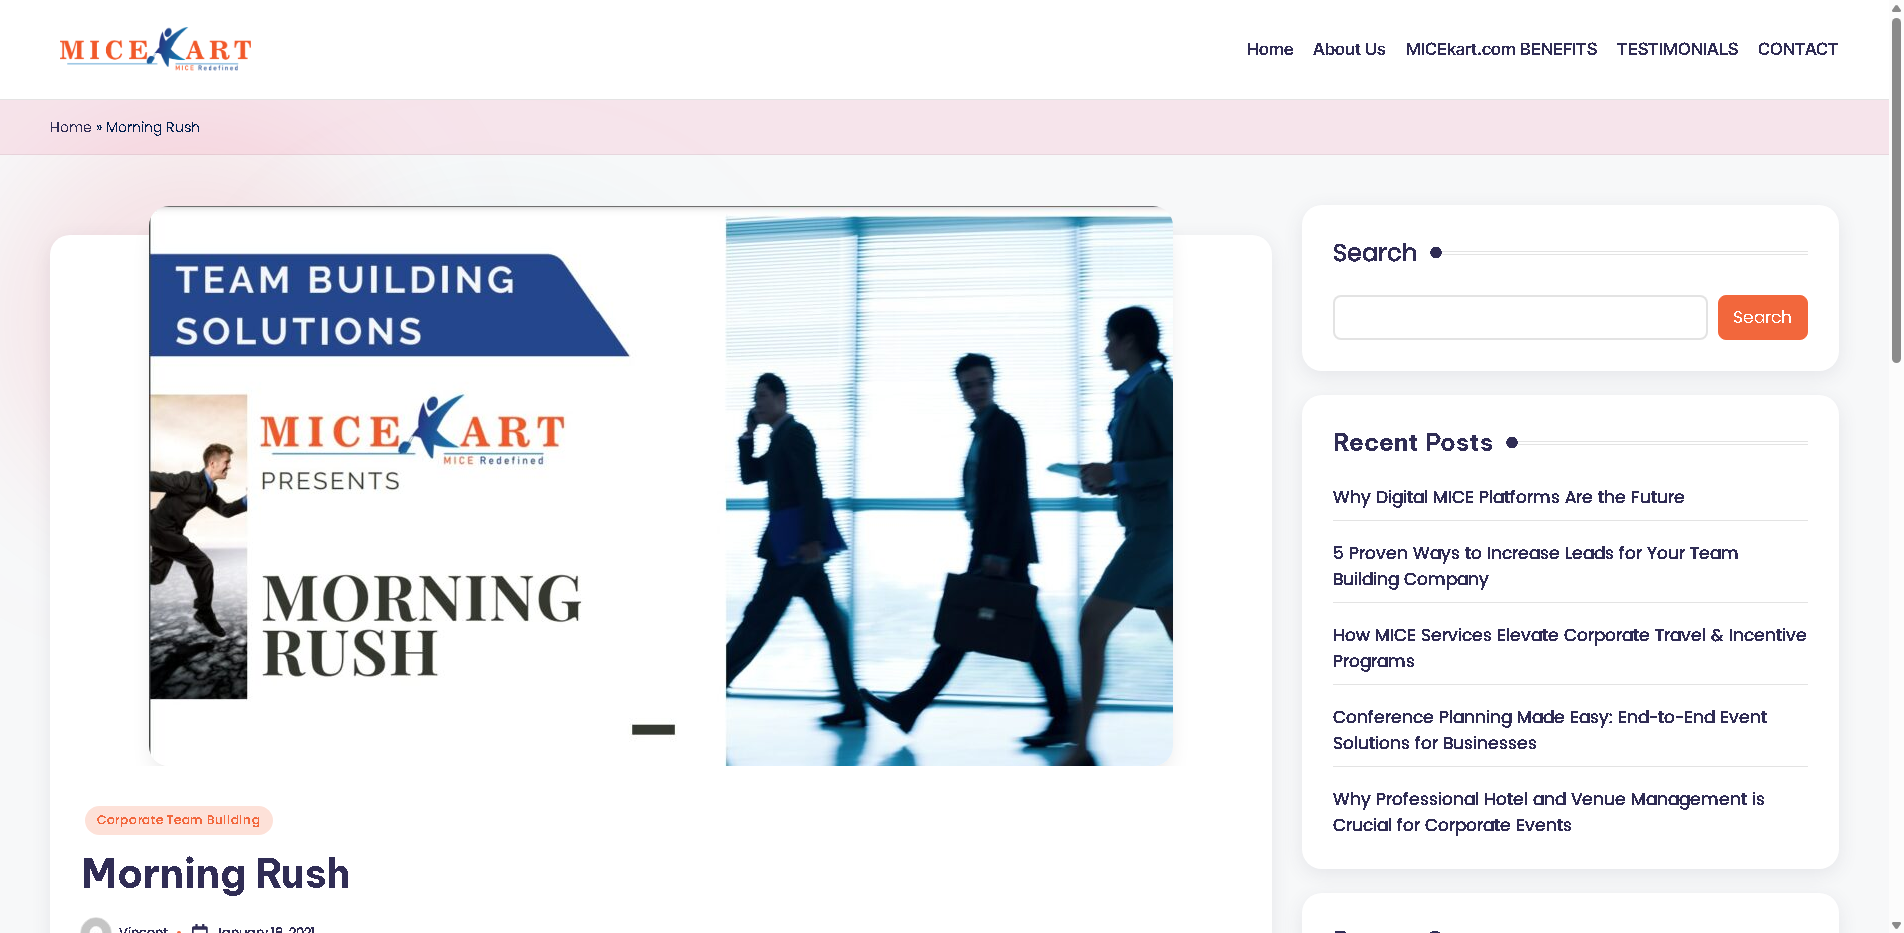 MICEKART
MICE Redefined
Home About Us MICEkart.com BENEFITS TESTIMONIALS CONTACT
Home » Morning Rush
TEAM BUILDING
SOLUTIONS
MICEKART
MICE Redefined
PRESENTS
MORNING
RUSH
Corporate Team Building
Morning Rush
Vincent January 18, 2021
Search
Search
Recent Posts
Why Digital MICE Platforms Are the Future
5 Proven Ways to Increase Leads for Your Team
Building Company
How MICE Services Elevate Corporate Travel & Incentive
Programs
Conference Planning Made Easy: End-to-End Event
Solutions for Businesses
Why Professional Hotel and Venue Management is
Crucial for Corporate Events